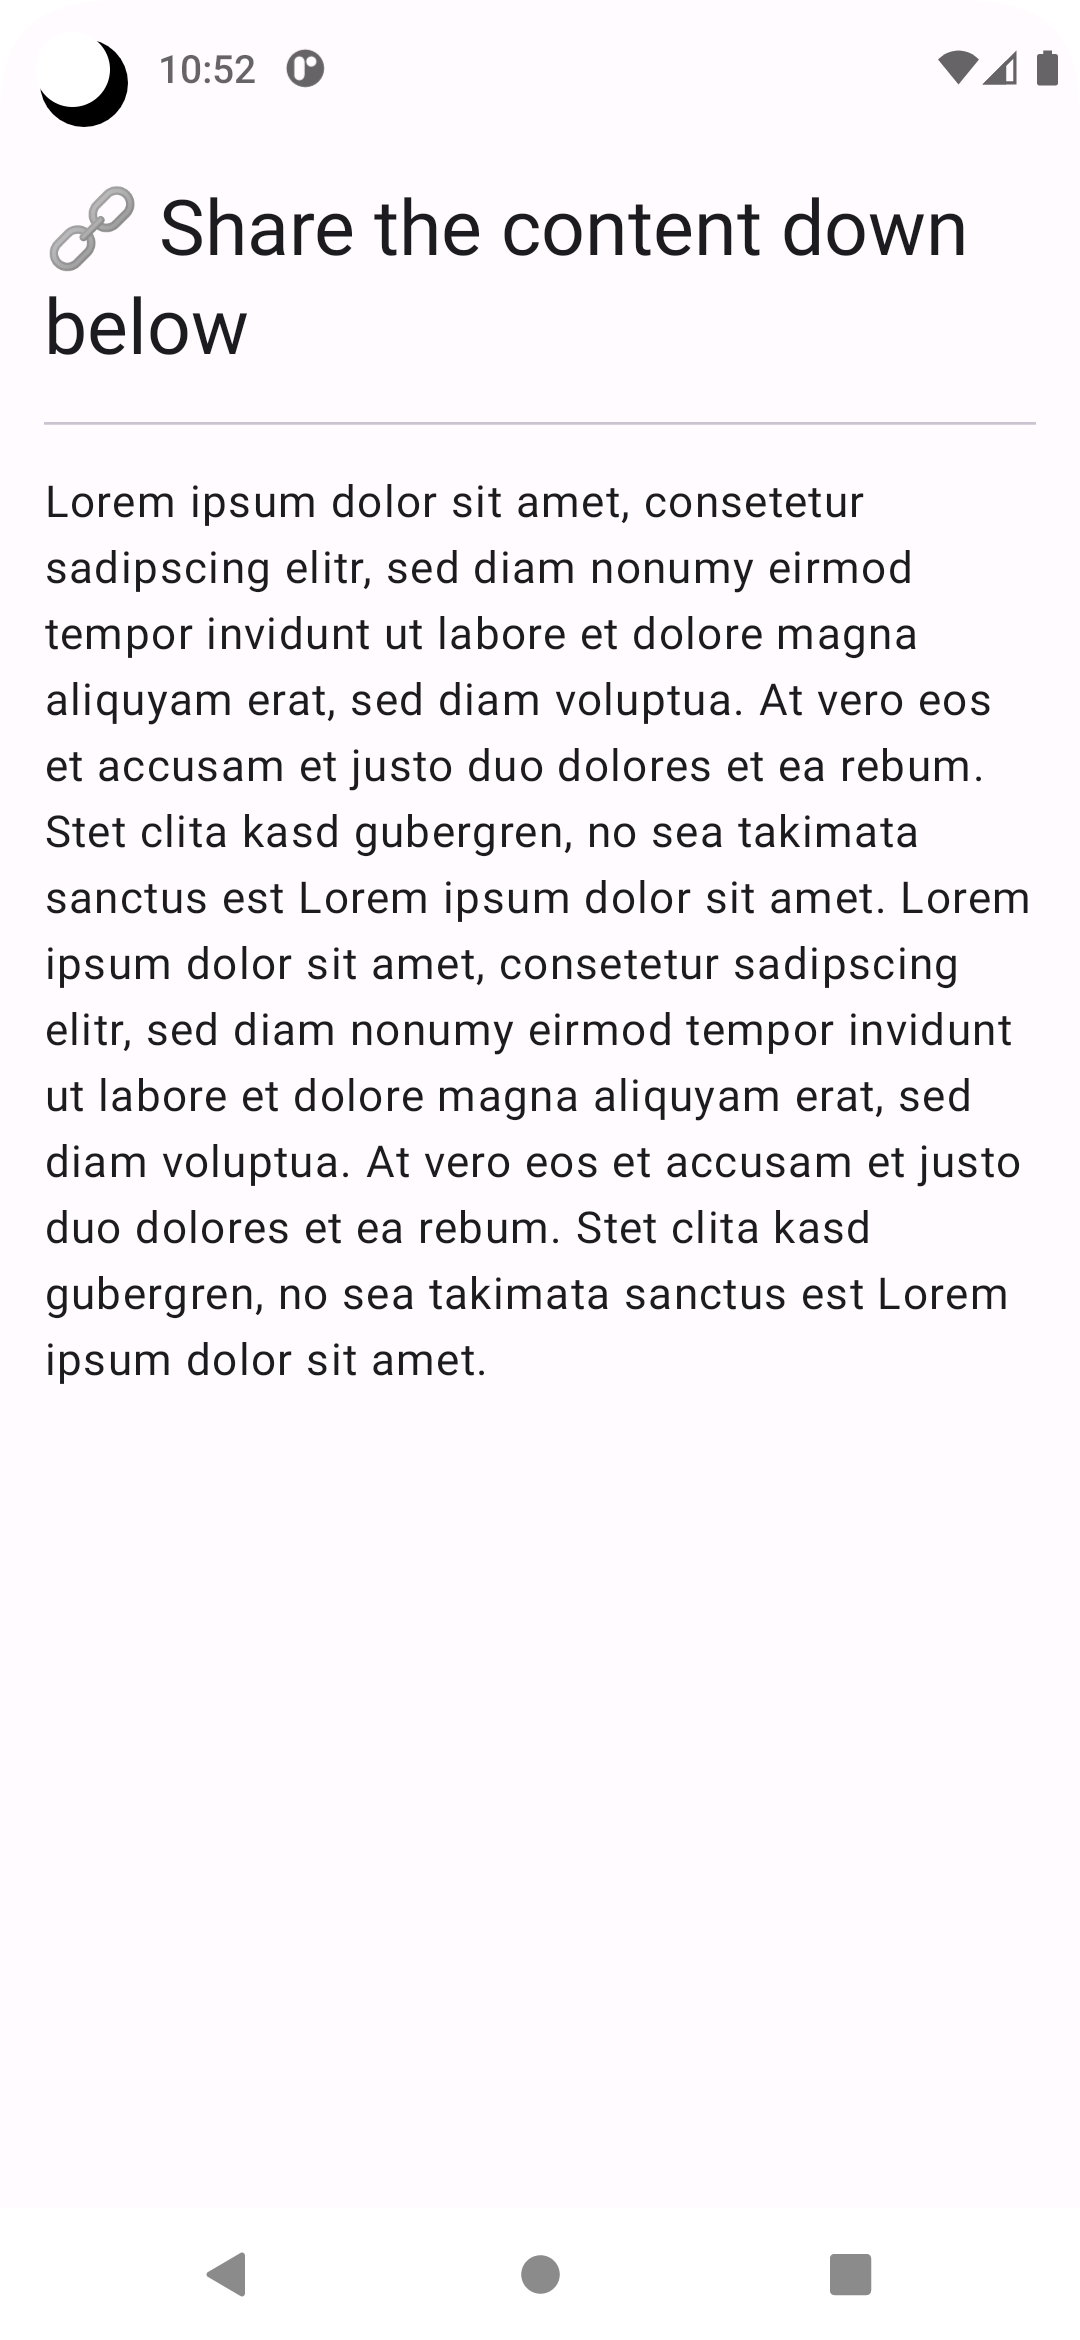 10:52
🔗 Share the content down
below
Lorem ipsum dolor sit amet, consetetur
sadipscing elitr, sed diam nonumy eirmod
tempor invidunt ut labore et dolore magna
aliquyam erat, sed diam voluptua. At vero eos
et accusam et justo duo dolores et ea rebum.
Stet clita kasd gubergren, no sea takimata
sanctus est Lorem ipsum dolor sit amet. Lorem
ipsum dolor sit amet, consetetur sadipscing
elitr, sed diam nonumy eirmod tempor invidunt
ut labore et dolore magna aliquyam erat, sed
diam voluptua. At vero eos et accusam et justo
duo dolores et ea rebum. Stet clita kasd
gubergren, no sea takimata sanctus est Lorem
ipsum dolor sit amet.